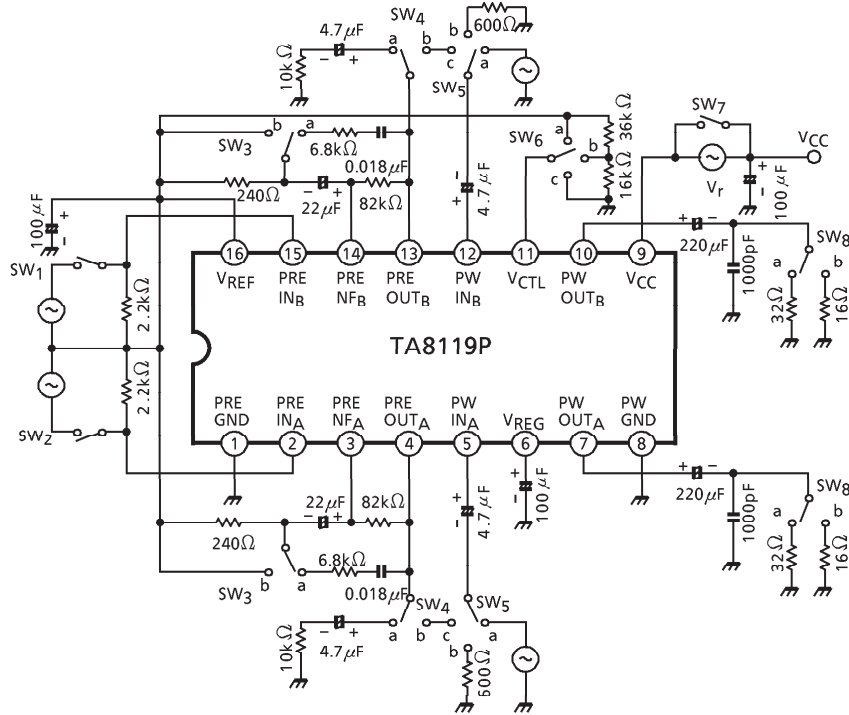 SW4
4.7μF
a b b 600Ω
10kΩ − + c a
SW5
b a
SW3 6.8kΩ
0.018μF
240Ω 22μF − + 82kΩ
4.7μF −
SW6 a b c
36kΩ
16kΩ
SW7
VCC
Vr
100μF + −
100μF + −
+ − 220μF
1000pF
SW8
a b
32Ω
16Ω
16 15 14 13 12 11 10 9
VREF
PRE INB
PRE NFB
PRE OUTB
PW INB
VCTL
PW OUTB
VCC
SW1
2.2kΩ
TA8119P
2.2kΩ
SWz
PRE GND
PRE INA
PRE NFA
PRE OUTA
PW INA
VREG
PW OUTA
PW GND
1 2 3 4 5 6 7 8
22μF − + 82kΩ
240Ω
+ − 4.7μF
+ − 100μF
+ − 220μF
1000pF
SW8
a b
32Ω
16Ω
6.8kΩ
SW3 b a
0.018μF
SW4 SW5
− + a b c a
10kΩ 4.7μF b
600Ω